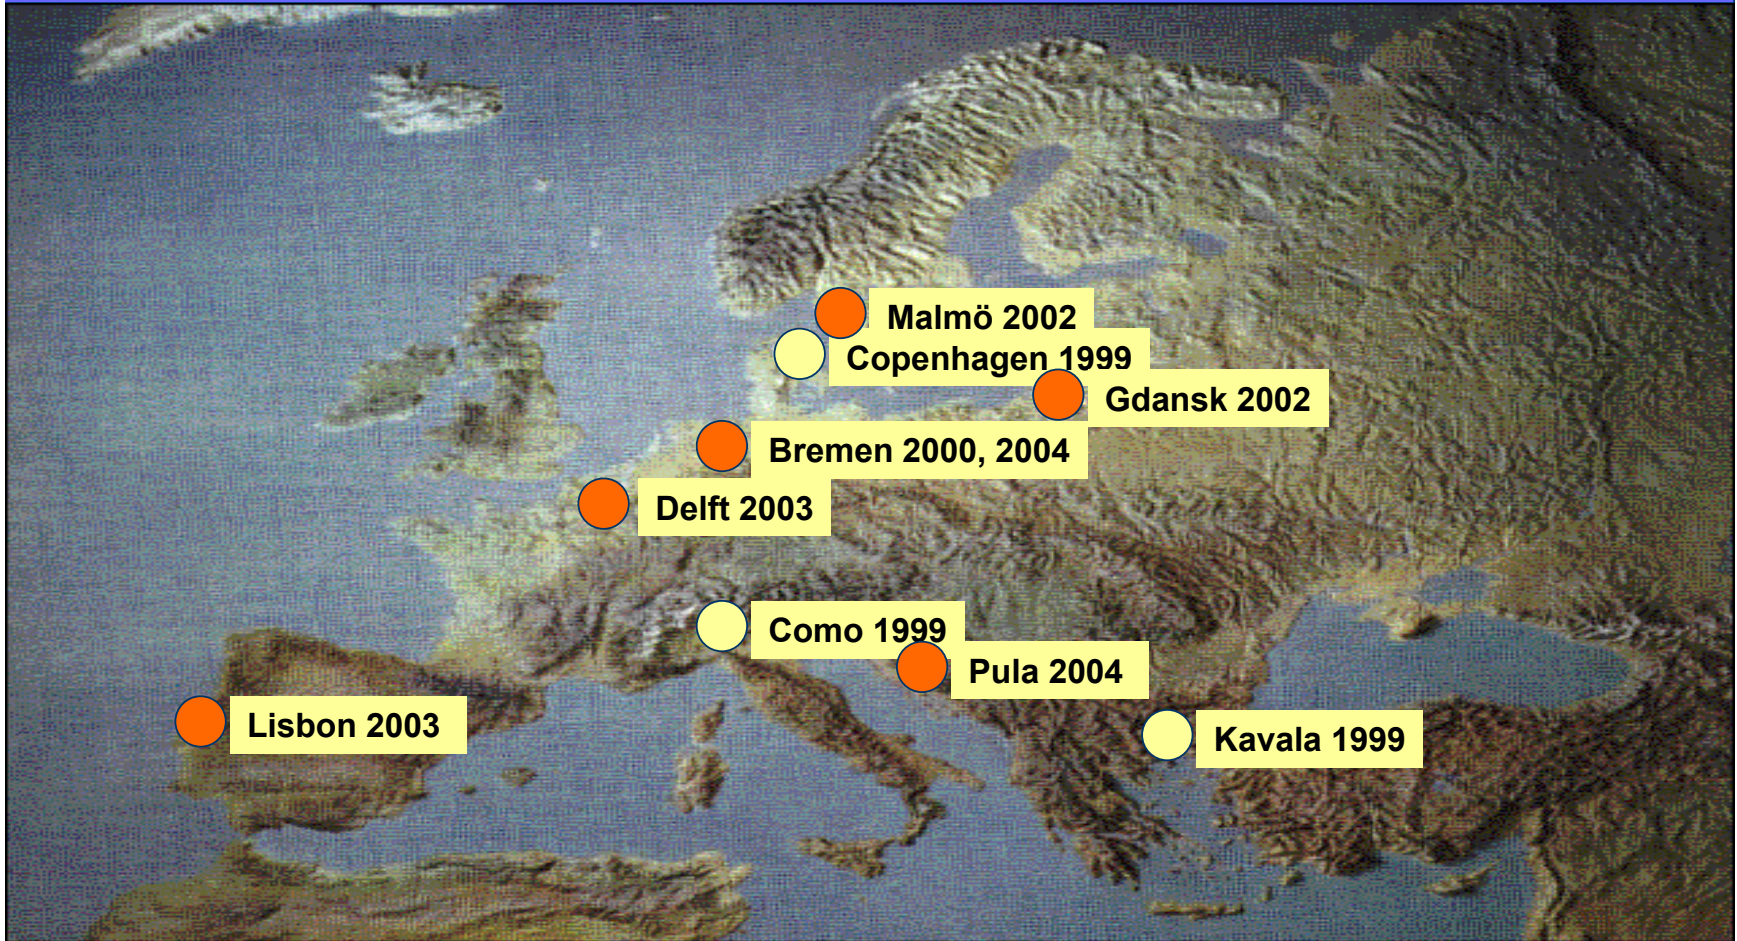 Malmö 2002
Copenhagen 1999
Gdansk 2002
Bremen 2000, 2004
Delft 2003
Como 1999
Pula 2004
Lisbon 2003
Kavala 1999